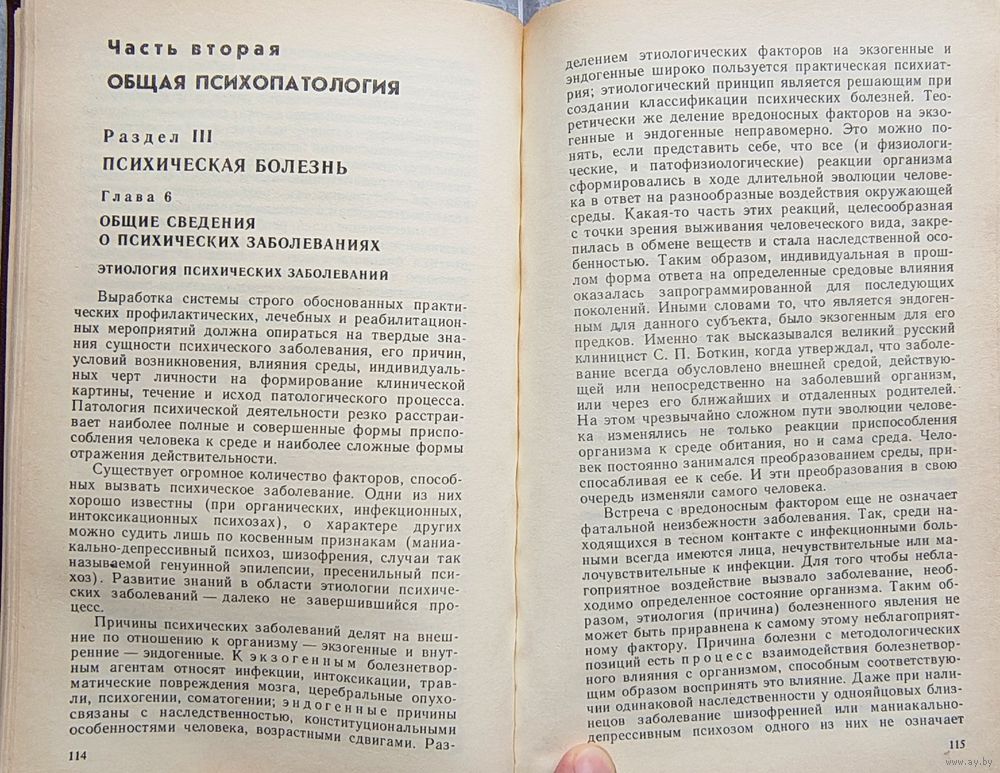 Часть вторая
ОБЩАЯ ПСИХОПАТОЛОГИЯ
Раздел III
ПСИХИЧЕСКАЯ БОЛЕЗНЬ
Глава 6
ОБЩИЕ СВЕДЕНИЯ
О ПСИХИЧЕСКИХ ЗАБОЛЕВАНИЯХ
ЭТИОЛОГИЯ ПСИХИЧЕСКИХ ЗАБОЛЕВАНИЙ
Выработка системы строго обоснованных практи-
ческих профилактических, лечебных и реабилитацион-
ных мероприятий должна опираться на твердые зна-
ния сущности психического заболевания, его причин,
условий возникновения, влияния среды, индивидуаль-
ных черт личности на формирование клинической
картины, течение и исход патологического процесса.
Патология психической деятельности резко расстраи-
вает наиболее полные и совершенные формы приспо-
собления человека к среде и наиболее сложные формы
отражения действительности.
Существует огромное количество факторов, способ-
ных вызвать психическое заболевание. Одни из них
хорошо известны (при органических, инфекционных,
интоксикационных психозах), о характере других
можно судить лишь по косвенным признакам (маниа-
кально-депрессивный психоз, шизофрения, случаи так
называемой генуинной эпилепсии, пресенильный пси-
хоз). Развитие знаний в области этиологии психиче-
ских заболеваний — далеко не завершившийся про-
цесс.
Причины психических заболеваний делят на внеш-
ние по отношению к организму — экзогенные и внут-
ренние — эндогенные. К экзогенным болезнетвор-
ным агентам относят инфекции, интоксикации, трав-
матические повреждения мозга, церебральные опухо-
ли, психогении, соматогении; эндогенные причины
связаны с наследственностью, конституциональными
особенностями человека, возрастными сдвигами. Раз-
114
делением этиологических факторов на экзогенные и
эндогенные широко пользуется практическая психиат-
рия; этиологический принцип является решающим при
создании классификации психических болезней. Тео-
ретически же деление вредоносных факторов на экзо-
генные и эндогенные неправомерно. Это можно по-
нять, если представить себе, что все (и физиологи-
ческие, и патофизиологические) реакции организма
сформировались в ходе длительной эволюции челове-
ка в ответ на разнообразные воздействия окружающей
среды. Какая-то часть этих реакций, целесообразная
с точки зрения выживания человеческого вида, закре-
пилась в обмене веществ и стала наследственной осо-
бенностью. Таким образом, индивидуальная в прош-
лом форма ответа на определенные средовые влияния
оказалась запрограммированной для последующих
поколений. Иными словами то, что является эндоген-
ным для данного субъекта, было экзогенным для его
предков. Именно так высказывался великий русский
клиницист С. П. Боткин, когда утверждал, что заболе-
вание всегда обусловлено внешней средой, действую-
щей или непосредственно на заболевший организм,
или через его ближайших и отдаленных родителей.
На этом чрезвычайно сложном пути эволюции челове-
ка изменялись не только реакции приспособления
организма к среде обитания, но и сама среда. Чело-
век постоянно занимался преобразованием среды, при-
спосабливая ее к себе. И эти преобразования в свою
очередь изменяли самого человека.
Встреча с вредоносным фактором еще не означает
фатальной неизбежности заболевания. Так, среди на-
ходящихся в тесном контакте с инфекционными боль-
ными всегда имеются лица, нечувствительные или ма-
лочувствительные к инфекции. Для того чтобы небла-
гоприятное воздействие вызвало заболевание, необ-
ходимо определенное состояние организма. Таким об-
разом, этиология (причина) болезненного явления не
может быть приравнена к самому этому неблагоприят-
ному фактору. Причина болезни с методологических
позиций есть процесс взаимодействия болезнетвор-
ного влияния с организмом, способным соответствую-
щим образом воспринять это влияние. Даже при нали-
чии одинаковой наследственности у однояйцовых близ-
нецов заболевание шизофренией или маниакально-
депрессивным психозом одного из них не означает
115
www.ay.by